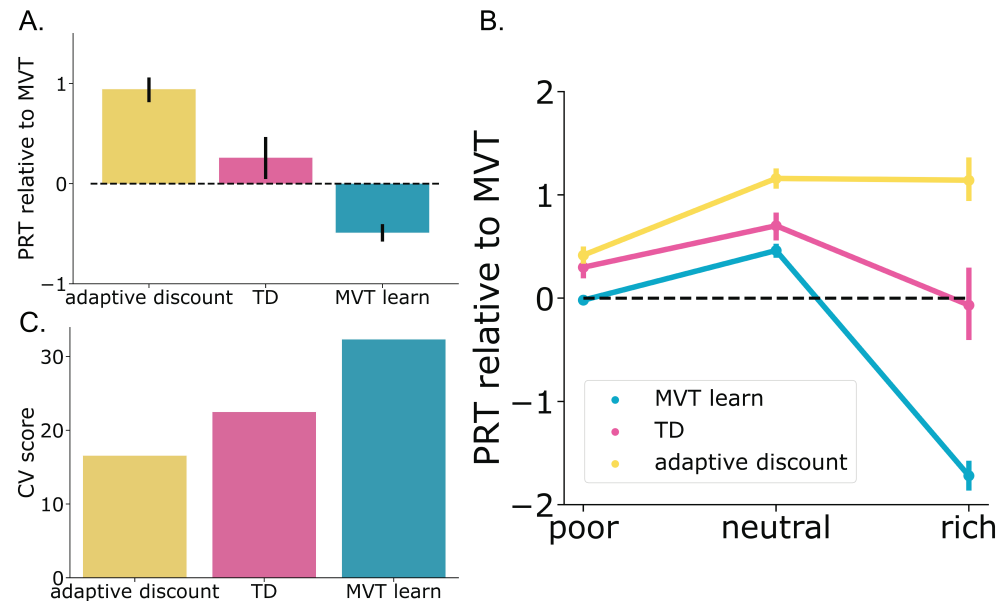 A.
PRT relative to MVT
1
0
−1
adaptive discount TD MVT learn
B.
PRT relative to MVT
2
1
0
−1
−2
MVT learn
TD
adaptive discount
poor neutral rich
C.
CV score
30
20
10
0
adaptive discount TD MVT learn